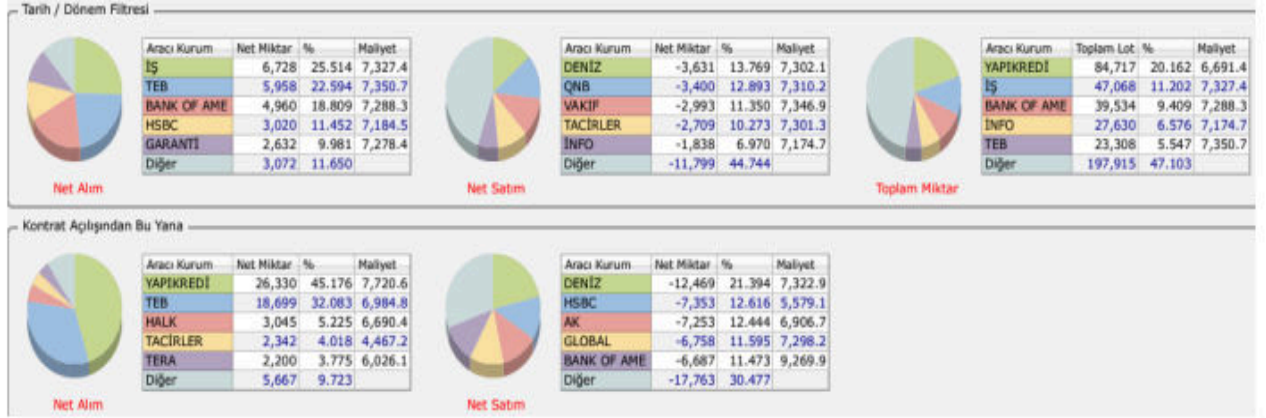 Tarih / Dönem Filtresi
Aracı Kurum Net Miktar % Maliyet
İŞ 6,728 25.514 7,327.4
TEB 5,958 22.594 7,350.7
BANK OF AME 4,960 18.809 7,288.3
HSBC 3,020 11.452 7,184.5
GARANTİ 2,632 9.981 7,278.4
Diğer 3,072 11.650
Net Alım
Aracı Kurum Net Miktar % Maliyet
DENİZ -3,631 13.769 7,302.1
QNB -3,400 12.893 7,310.2
VAKIF -2,993 11.350 7,346.9
TACİRLER -2,709 10.273 7,301.3
İNFO -1,838 6.970 7,174.7
Diğer -11,799 44.744
Net Satım
Aracı Kurum Toplam Lot % Maliyet
YAPIKREDİ 84,717 20.162 6,691.4
İŞ 47,068 11.202 7,327.4
BANK OF AME 39,534 9.409 7,288.3
İNFO 27,630 6.576 7,174.7
TEB 23,308 5.547 7,350.7
Diğer 197,915 47.103
Toplam Miktar
Kontrat Açılışından Bu Yana
Aracı Kurum Net Miktar % Maliyet
YAPIKREDİ 26,330 45.176 7,720.6
TEB 18,699 32.083 6,984.8
HALK 3,045 5.225 6,690.4
TACİRLER 2,342 4.018 4,467.2
TERA 2,200 3.775 6,026.1
Diğer 5,667 9.723
Net Alım
Aracı Kurum Net Miktar % Maliyet
DENİZ -12,469 21.394 7,322.9
HSBC -7,353 12.616 5,579.1
AK -7,253 12.444 6,906.7
GLOBAL -6,758 11.595 7,298.2
BANK OF AME -6,687 11.473 9,269.9
Diğer -17,763 30.477
Net Satım